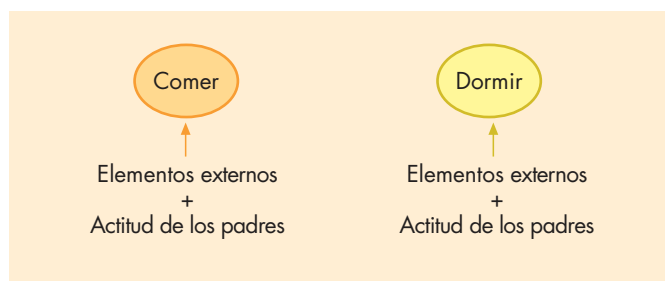 Comer
Dormir
Elementos externos
+
Actitud de los padres
Elementos externos
+
Actitud de los padres